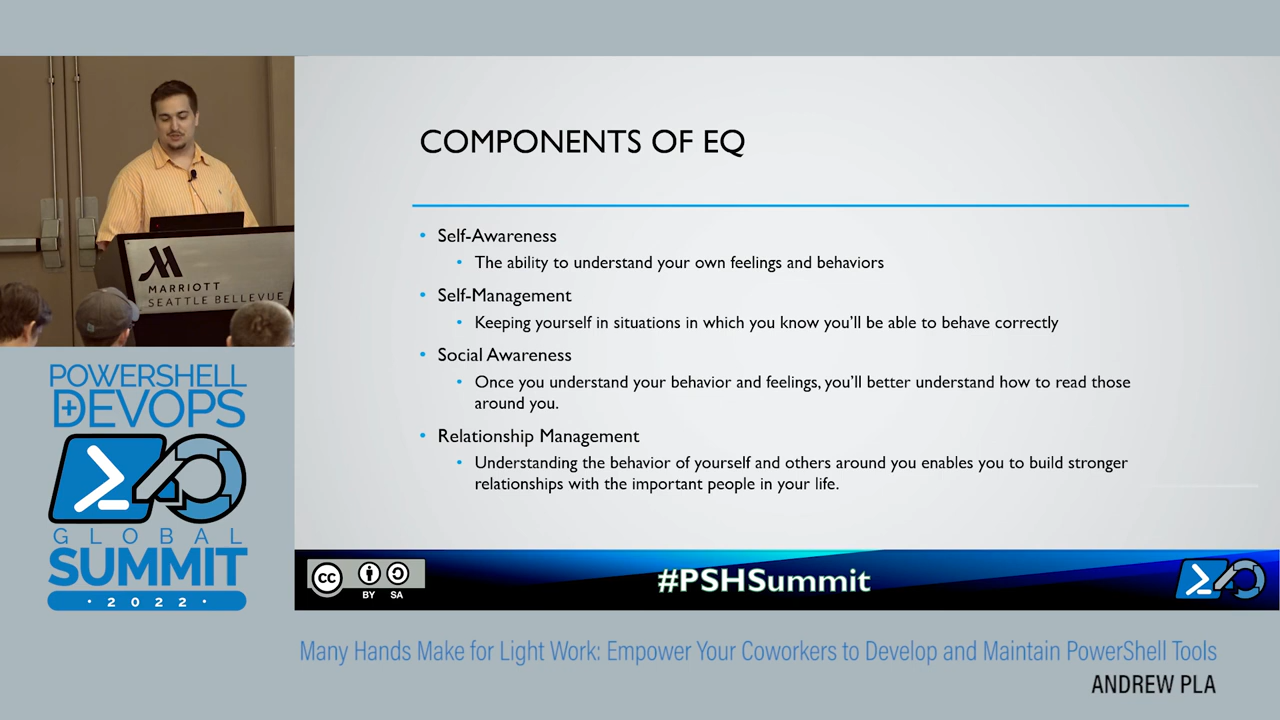 COMPONENTS OF EQ
• Self-Awareness
• The ability to understand your own feelings and behaviors
• Self-Management
• Keeping yourself in situations in which you know you'll be able to behave correctly
• Social Awareness
• Once you understand your behavior and feelings, you'll better understand how to read those
around you.
• Relationship Management
• Understanding the behavior of yourself and others around you enables you to build stronger
relationships with the important people in your life.
MARRIOTT
SEATTLE BELLEVUE
POWERSHELL
+ DEVOPS
GLOBAL
SUMMIT
· 2022 ·
CC
BY SA
#PSHSummit
Many Hands Make for Light Work: Empower Your Coworkers to Develop and Maintain PowerShell Tools
ANDREW PLA